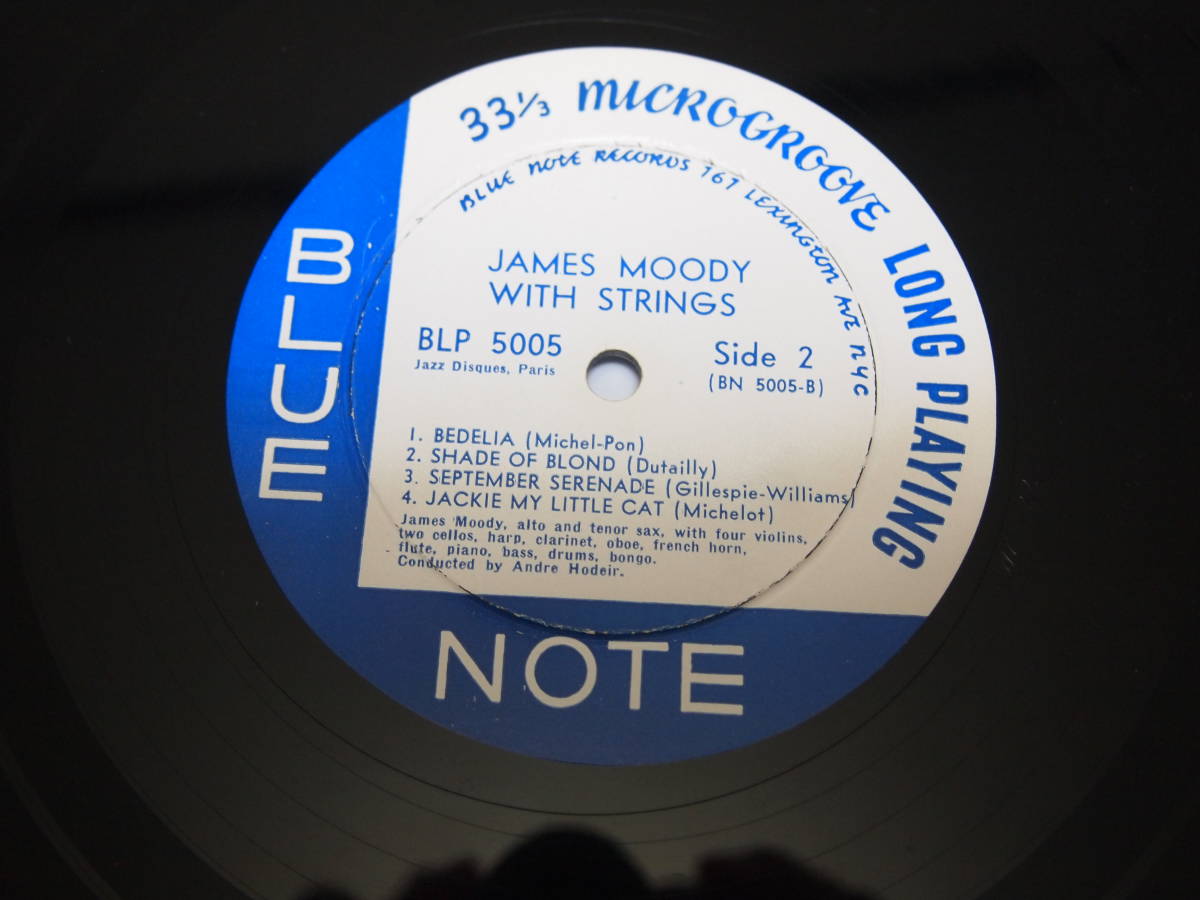 33⅓ MICROGROOVE LONG PLAYING
BLUE NOTE RECORDS 767 LEXINGTON AVE NYC
JAMES MOODY
WITH STRINGS
BLP 5005
Jazz Disques, Paris
Side 2
(BN 5005-B)
1. BEDELIA (Michel-Pon)
2. SHADE OF BLOND (Dutailly)
3. SEPTEMBER SERENADE (Gillespie-Williams)
4. JACKIE MY LITTLE CAT (Michelot)
James Moody, alto and tenor sax, with four violins,
two cellos, harp, clarinet, oboe, french horn,
flute, piano, bass, drums, bongo.
Conducted by Andre Hodeir.
BLUE
NOTE